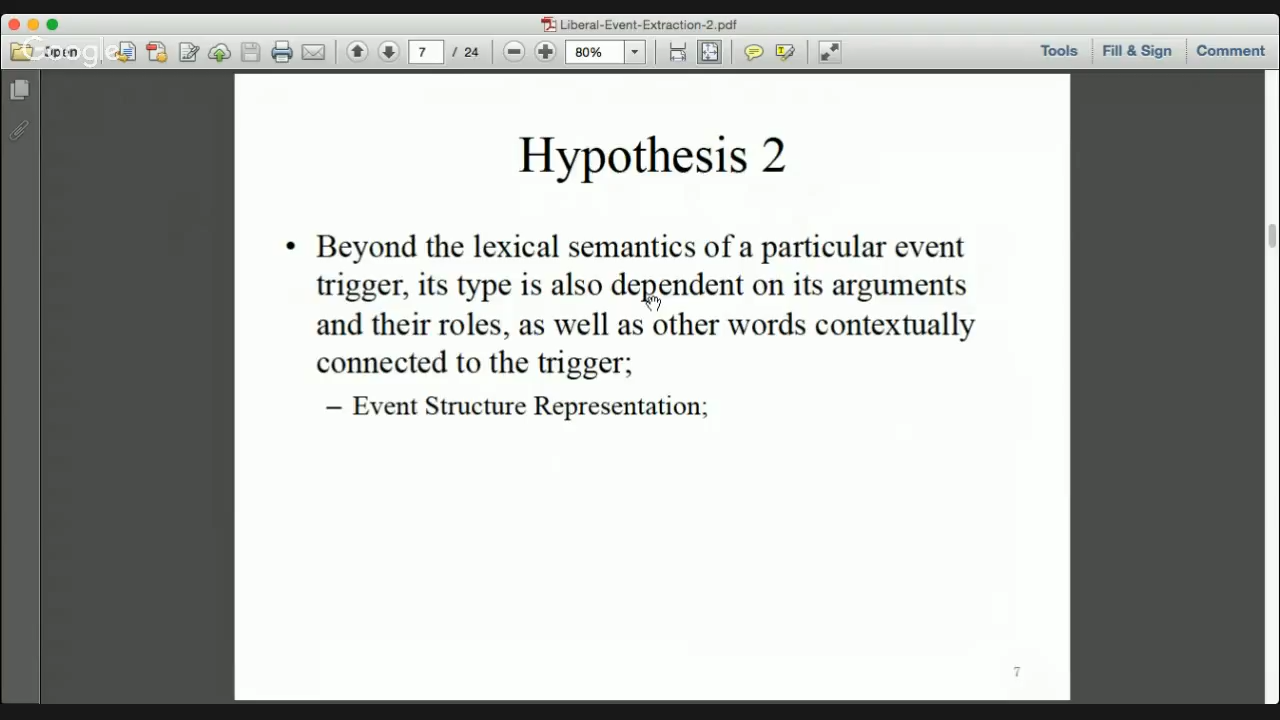 Liberal-Event-Extraction-2.pdf
Open
Google
7 / 24
80%
Tools
Fill & Sign
Comment
Hypothesis 2
• Beyond the lexical semantics of a particular event
trigger, its type is also dependent on its arguments
and their roles, as well as other words contextually
connected to the trigger;
– Event Structure Representation;
7